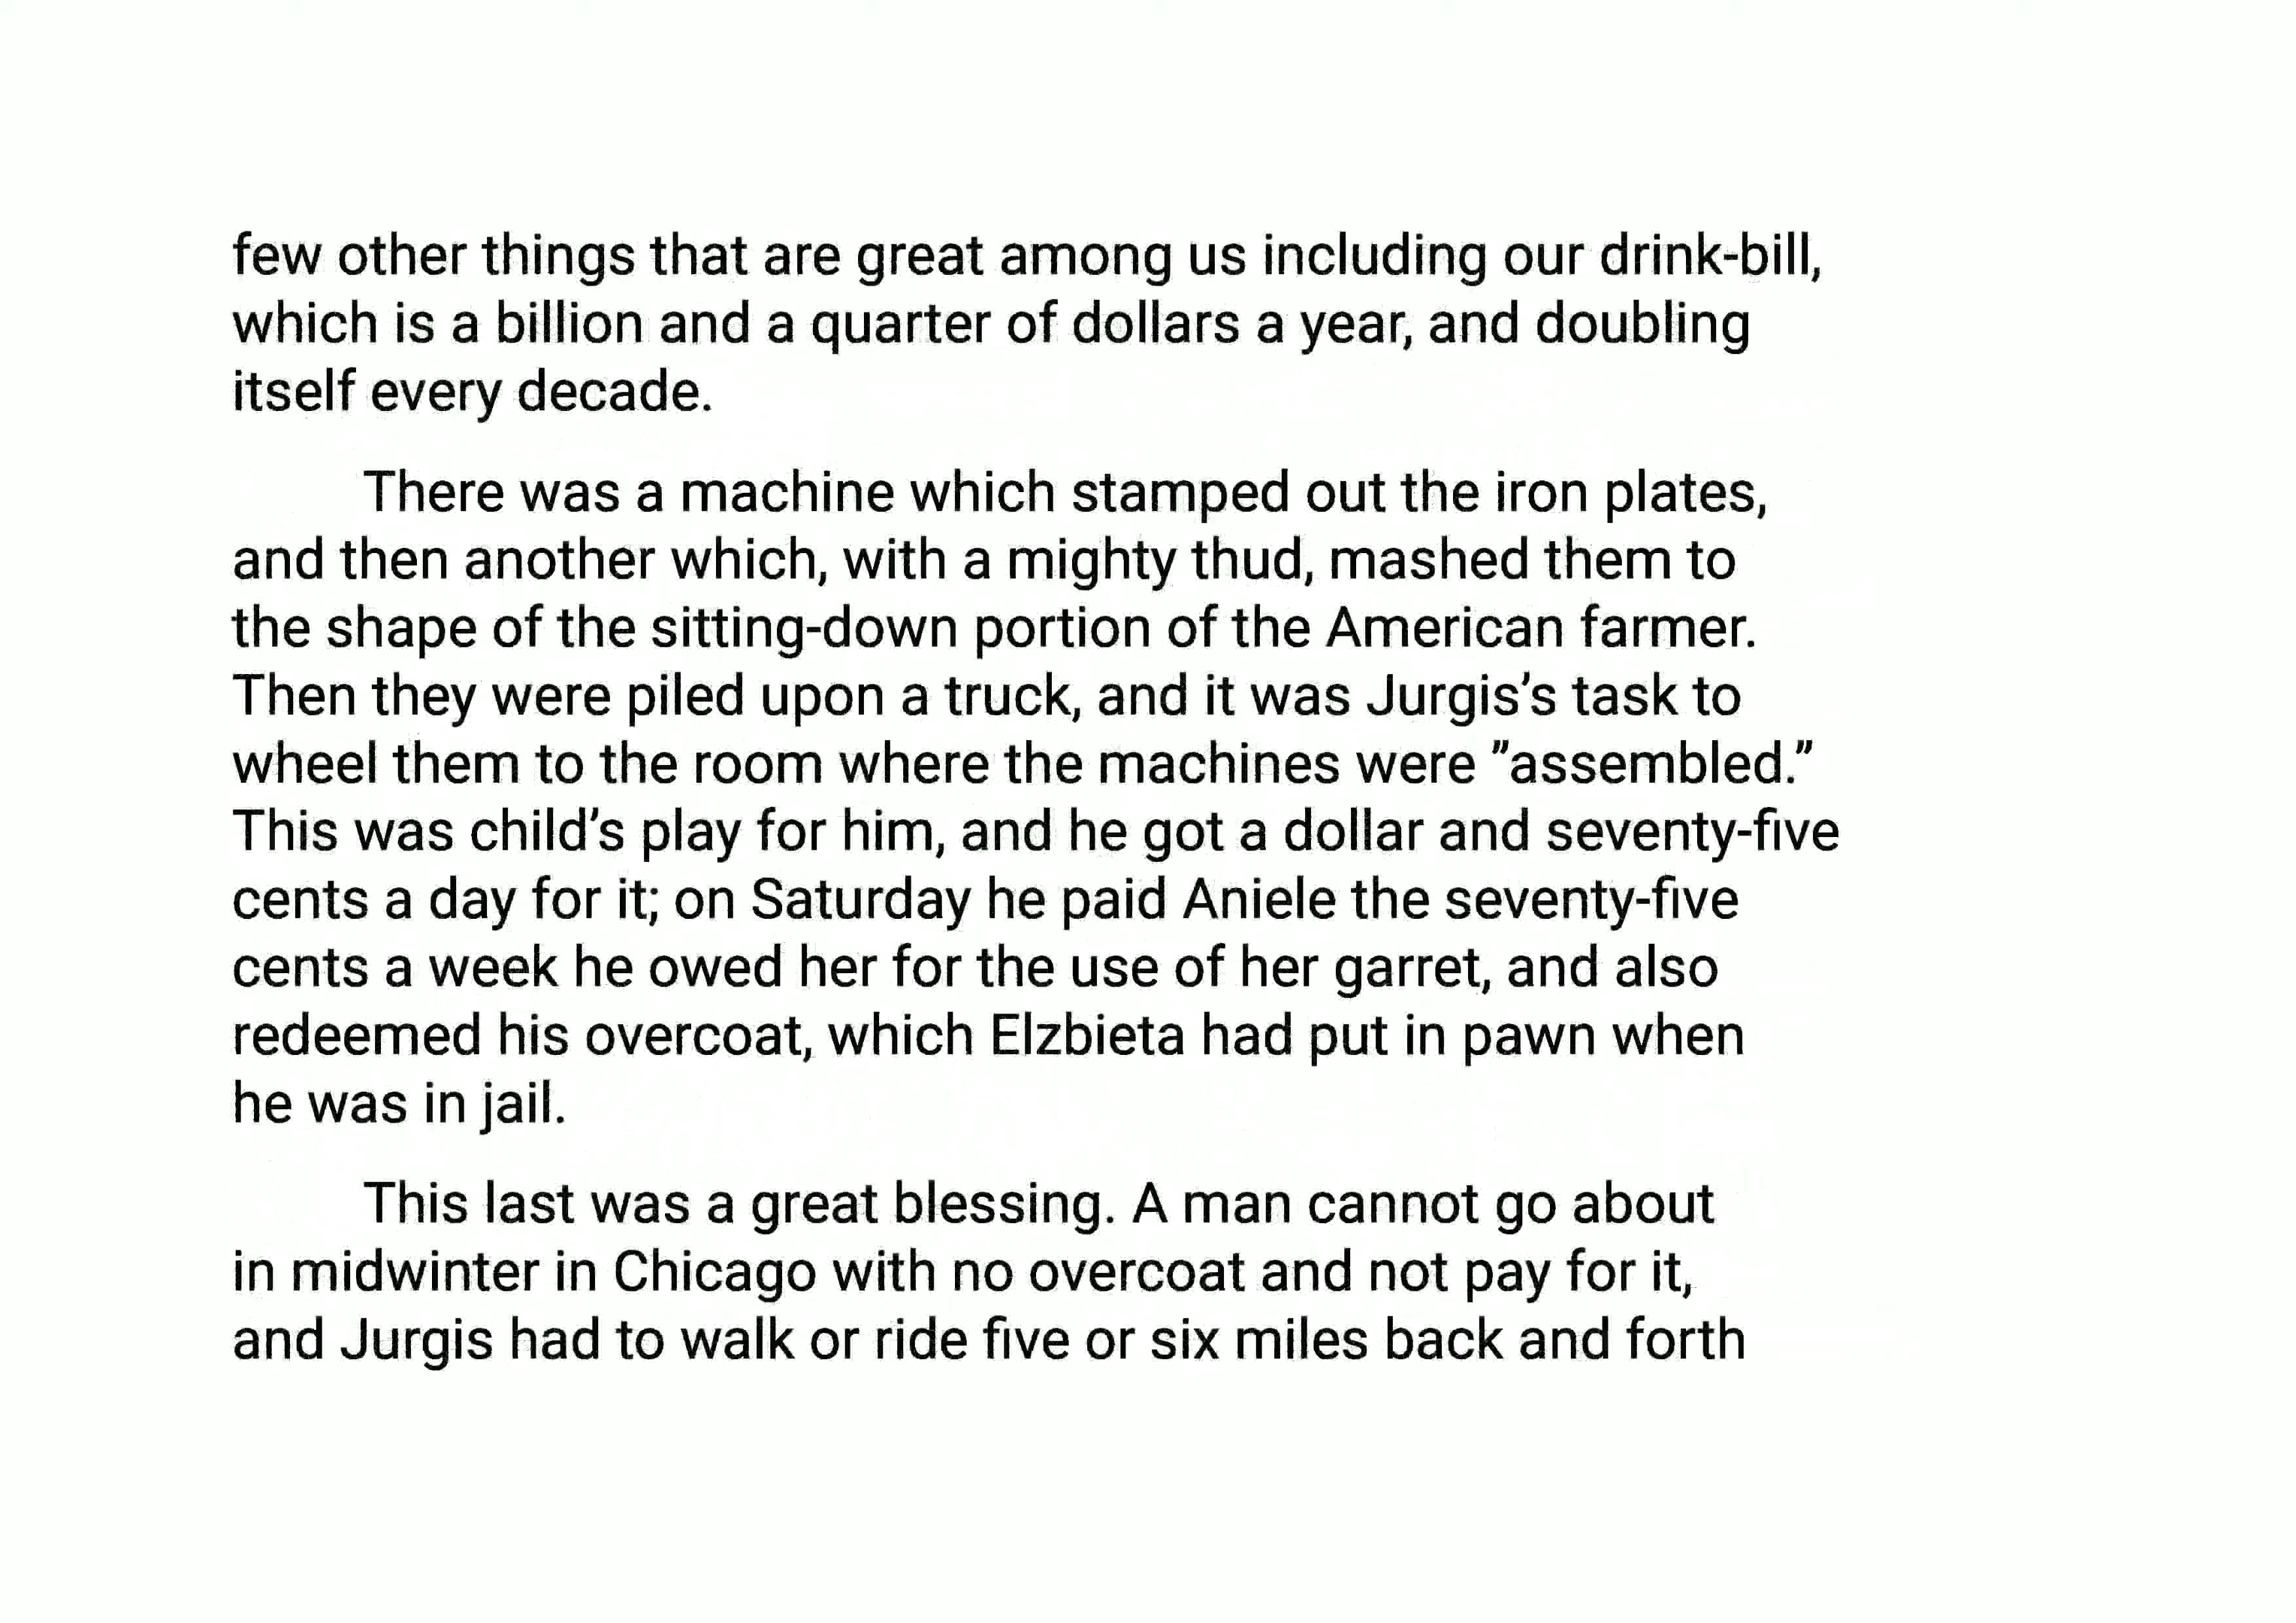 few other things that are great among us including our drink-bill,
which is a billion and a quarter of dollars a year, and doubling
itself every decade.
There was a machine which stamped out the iron plates,
and then another which, with a mighty thud, mashed them to
the shape of the sitting-down portion of the American farmer.
Then they were piled upon a truck, and it was Jurgis’s task to
wheel them to the room where the machines were ”assembled.”
This was child’s play for him, and he got a dollar and seventy-five
cents a day for it; on Saturday he paid Aniele the seventy-five
cents a week he owed her for the use of her garret, and also
redeemed his overcoat, which Elzbieta had put in pawn when
he was in jail.
This last was a great blessing. A man cannot go about
in midwinter in Chicago with no overcoat and not pay for it,
and Jurgis had to walk or ride five or six miles back and forth